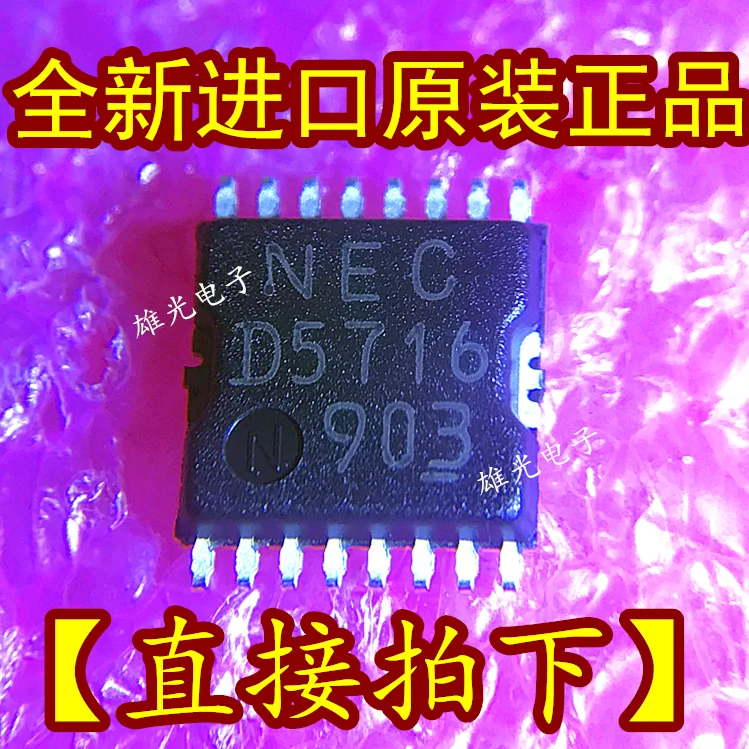 全新进口原装正品
NEC
雄光电子
D5716
N 903
雄光电子
【直接拍下】